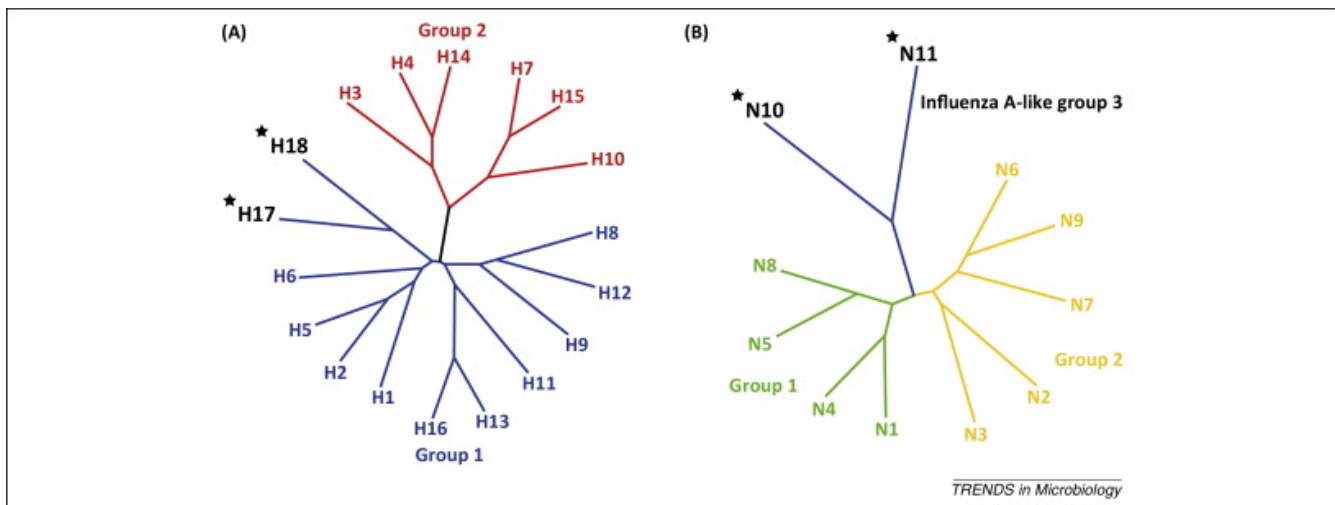 (A)
Group 2
H14
H4
H3
H7
H15
H10
★H18
★H17
H6
H5
H2
H1
H16
H13
H11
H9
H12
H8
Group 1
(B)
★N11
★N10
Influenza A-like group 3
N6
N9
N7
N8
N5
Group 1
N4
N1
N3
N2
Group 2
TRENDS in Microbiology